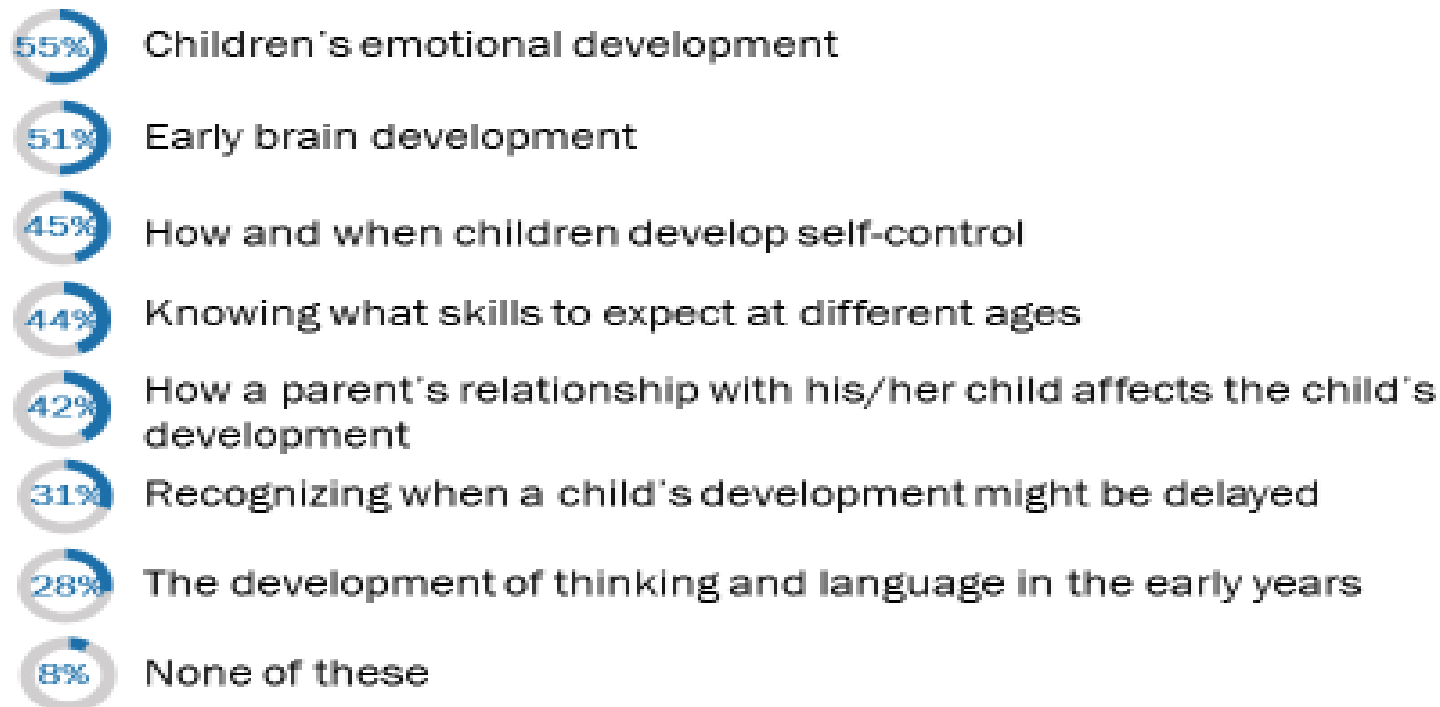 55% Children's emotional development
51% Early brain development
45% How and when children develop self-control
44% Knowing what skills to expect at different ages
42% How a parent's relationship with his/her child affects the child's
development
31% Recognizing when a child's development might be delayed
28% The development of thinking and language in the early years
8% None of these